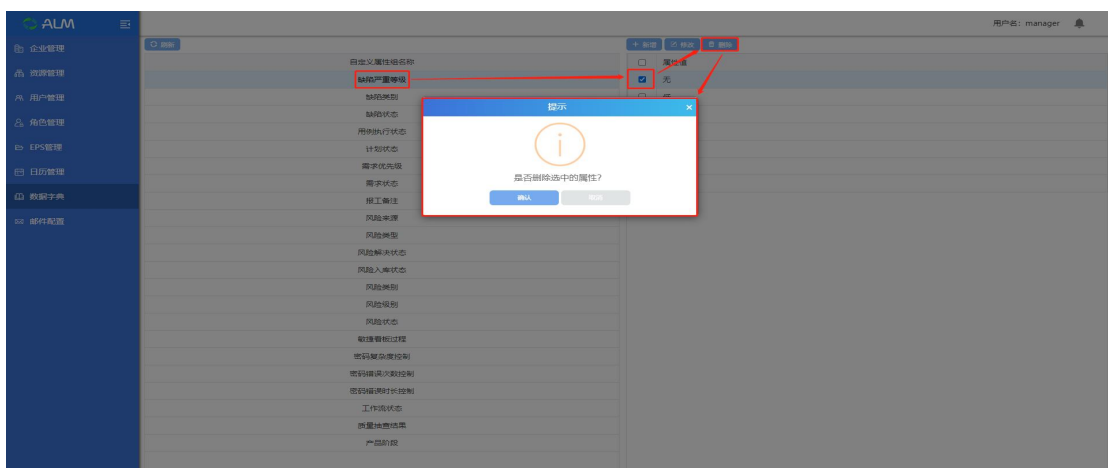 ALM
用户名: manager
企业管理
资源管理
用户管理
角色管理
EPS管理
日历管理
数据字典
邮件配置
刷新
自定义属性组名称
缺陷严重等级
缺陷类别
缺陷状态
用例执行状态
计划状态
需求优先级
需求状态
报工备注
风险来源
风险类型
风险解决状态
风险入库状态
风险类别
风险级别
风险状态
敏捷看板过程
密码复杂度控制
密码错误次数控制
密码错误时长控制
工作流状态
质量抽查结果
产品阶段
+ 新增 修改 删除
属性值
无
提示 ×
是否删除选中的属性?
确认 取消